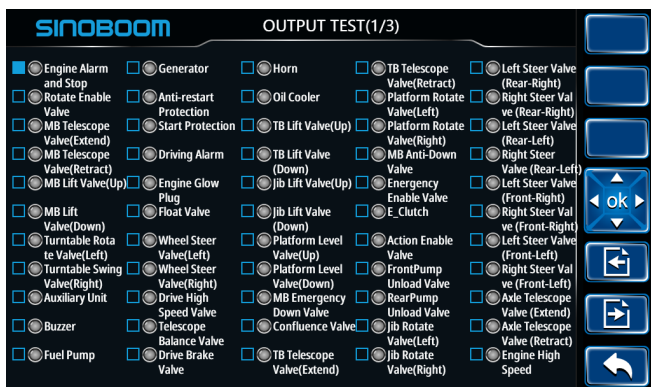 SINOBOOM
OUTPUT TEST(1/3)
Engine Alarm
and Stop
Rotate Enable
Valve
MB Telescope
Valve(Extend)
MB Telescope
Valve(Retract)
MB Lift Valve(Up)
MB Lift
Valve(Down)
Turntable Rota
te Valve(Left)
Turntable Swing
Valve(Right)
Auxiliary Unit
Buzzer
Fuel Pump
Generator
Anti-restart
Protection
Start Protection
Driving Alarm
Engine Glow
Plug
Float Valve
Wheel Steer
Valve(Left)
Wheel Steer
Valve(Right)
Drive High
Speed Valve
Telescope
Balance Valve
Drive Brake
Valve
Horn
Oil Cooler
TB Lift Valve(Up)
TB Lift Valve
(Down)
Jib Lift Valve(Up)
Jib Lift Valve
(Down)
Platform Level
Valve(Up)
Platform Level
Valve(Down)
MB Emergency
Down Valve
Confluence Valve
TB Telescope
Valve(Extend)
TB Telescope
Valve(Retract)
Platform Rotate
Valve(Left)
Platform Rotate
Valve(Right)
MB Anti-Down
Valve
Energency
Enable Valve
E_Clutch
Action Enable
Valve
FrontPump
Unload Valve
RearPump
Unload Valve
Jib Rotate
Valve(Left)
Jib Rotate
Valve(Right)
Left Steer Valve
(Rear-Right)
Right Steer Val
ve (Rear-Right)
Left Steer Valve
(Rear-Left)
Right Steer
Valve (Rear-Left)
Left Steer Valve
(Front-Right)
Right Steer Val
ve (Front-Right)
Left Steer Valve
(Front-Left)
Right Steer Val
ve (Front-Left)
Axle Telescope
Valve (Extend)
Axle Telescope
Valve (Retract)
Engine High
Speed
ok